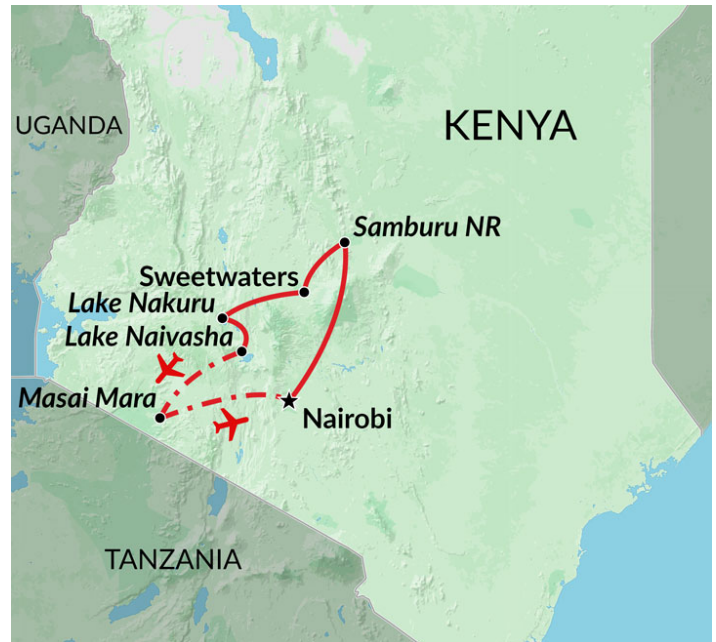 UGANDA
KENYA
Samburu NR
Sweetwaters
Lake Nakuru
Lake Naivasha
Masai Mara
Nairobi
TANZANIA